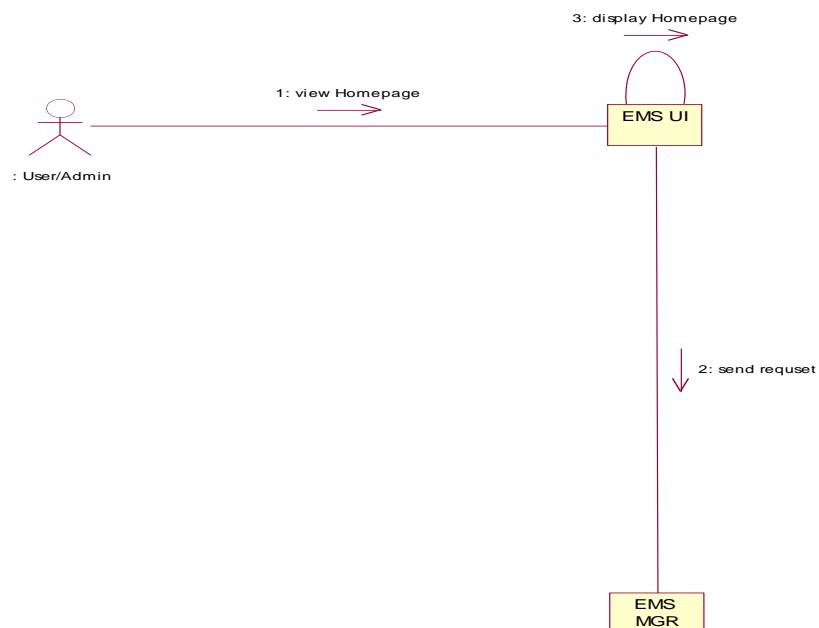 3: display Homepage
1: view Homepage
EMS UI
: User/Admin
2: send requset
EMS
MGR